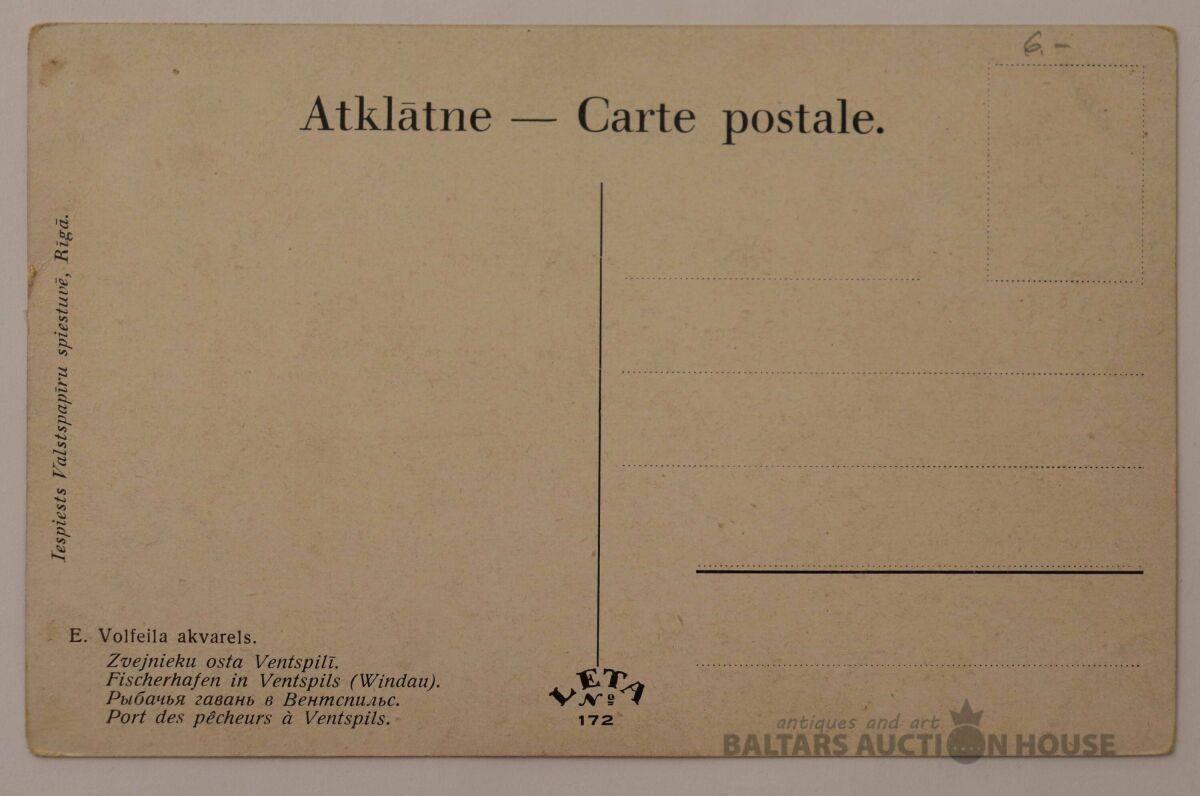 6.–
Atklātne — Carte postale.
Iespiests Valstspapīru spiestuvē, Rīgā.
E. Volfeila akvarels.
Zvejnieku osta Ventspilī.
Fischerhafen in Ventspils (Windau).
Рыбачья гавань в Вентспильс.
Port des pêcheurs à Ventspils.
LETA
Nº
172
antiques and art
BALTARS AUCTION HOUSE